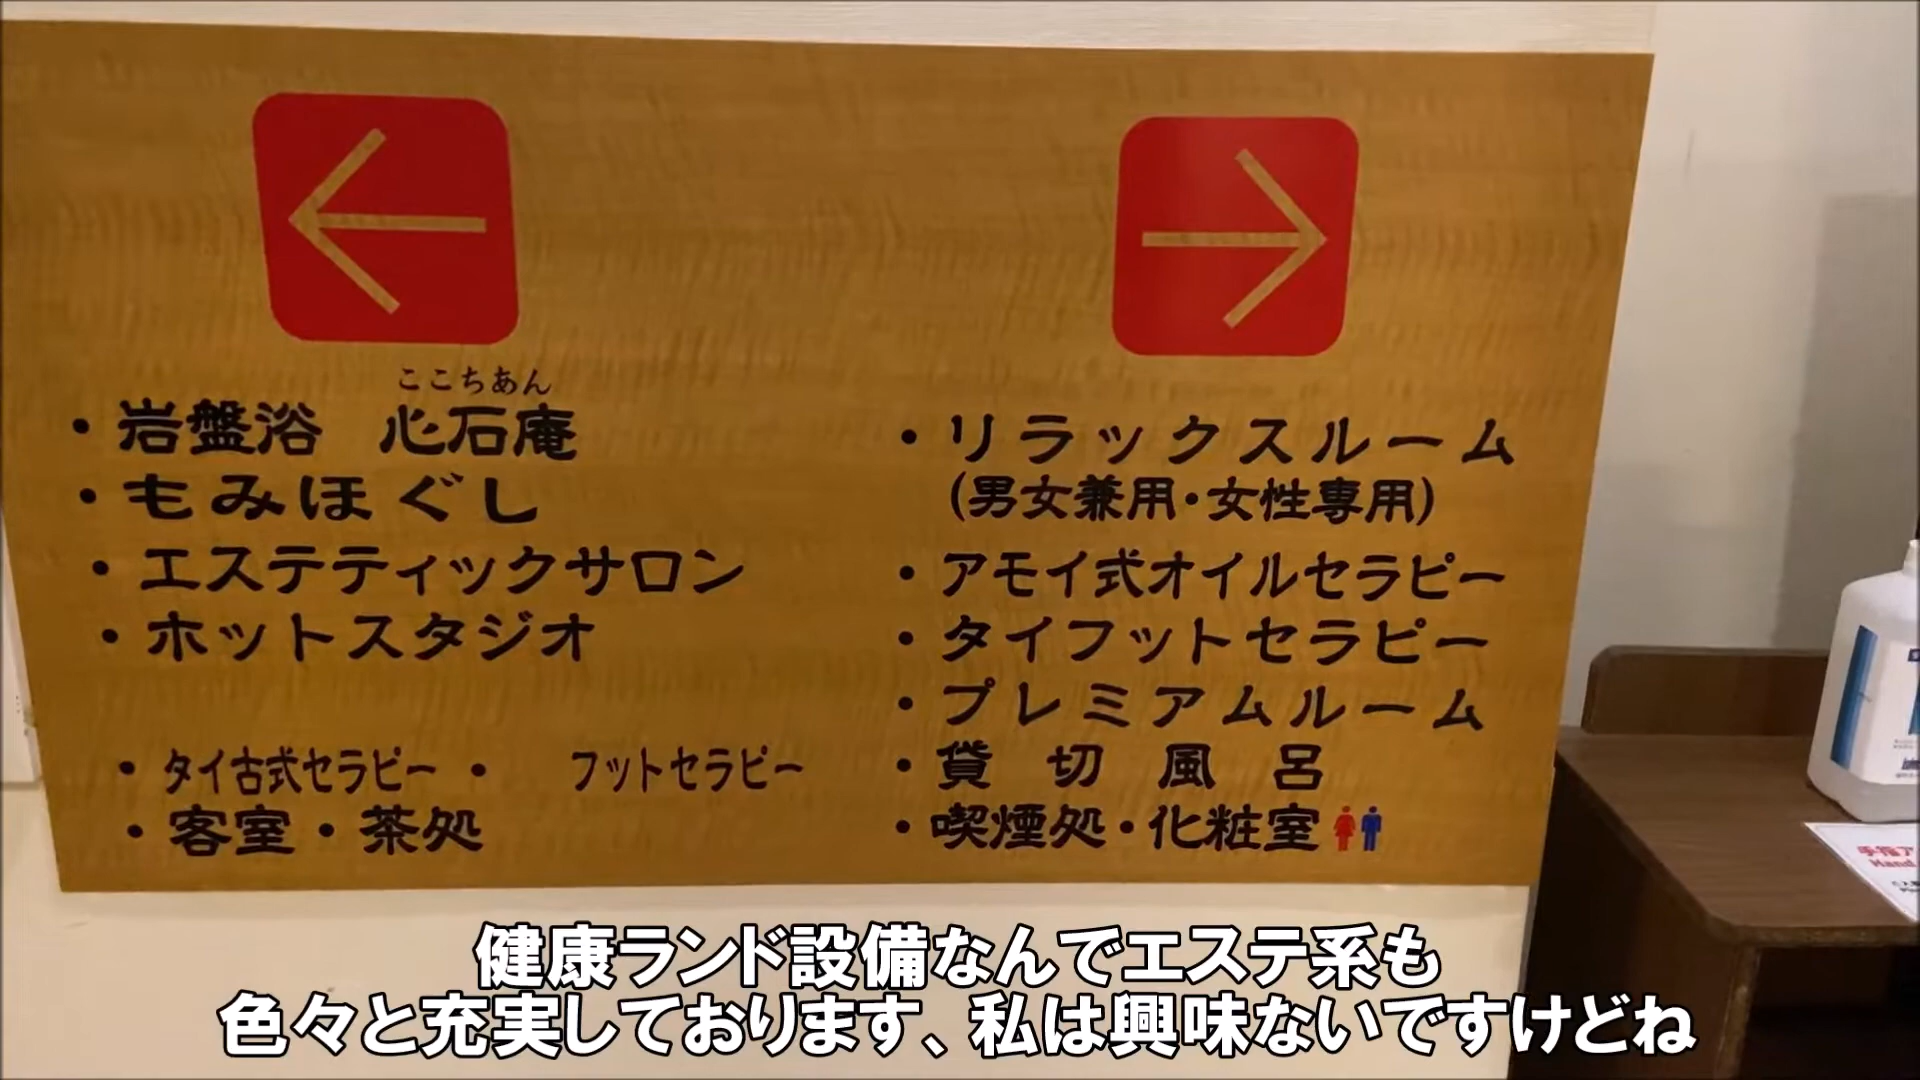 ここちあん
・岩盤浴 心石庵
・もみほぐし
・エステティックサロン
・ホットスタジオ
・タイ古式セラピー・ フットセラピー
・客室・茶処
・リラックスルーム
(男女兼用・女性専用)
・アモイ式オイルセラピー
・タイフットセラピー
・プレミアムルーム
・貸切風呂
・喫煙処・化粧室
手指ア
Hand
健康ランド設備なんでエステ系も
色々と充実しております、私は興味ないですけどね